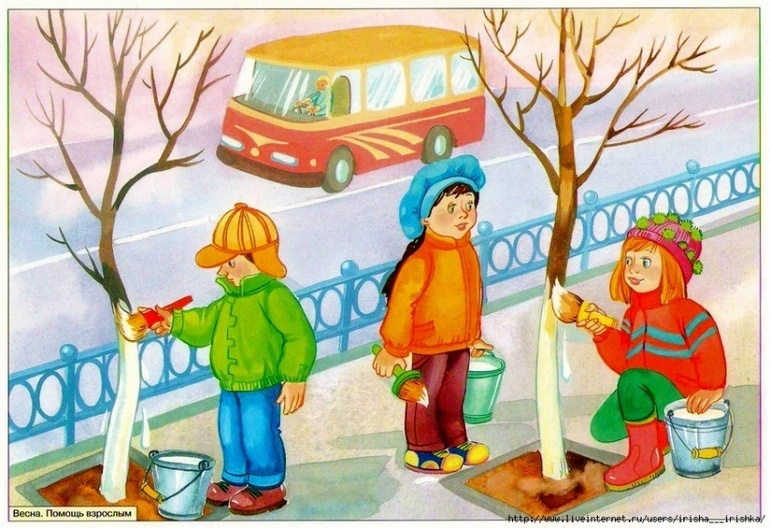 Весна. Помощь взрослым
http://www.liveinternet.ru/users/irisha___irishka/